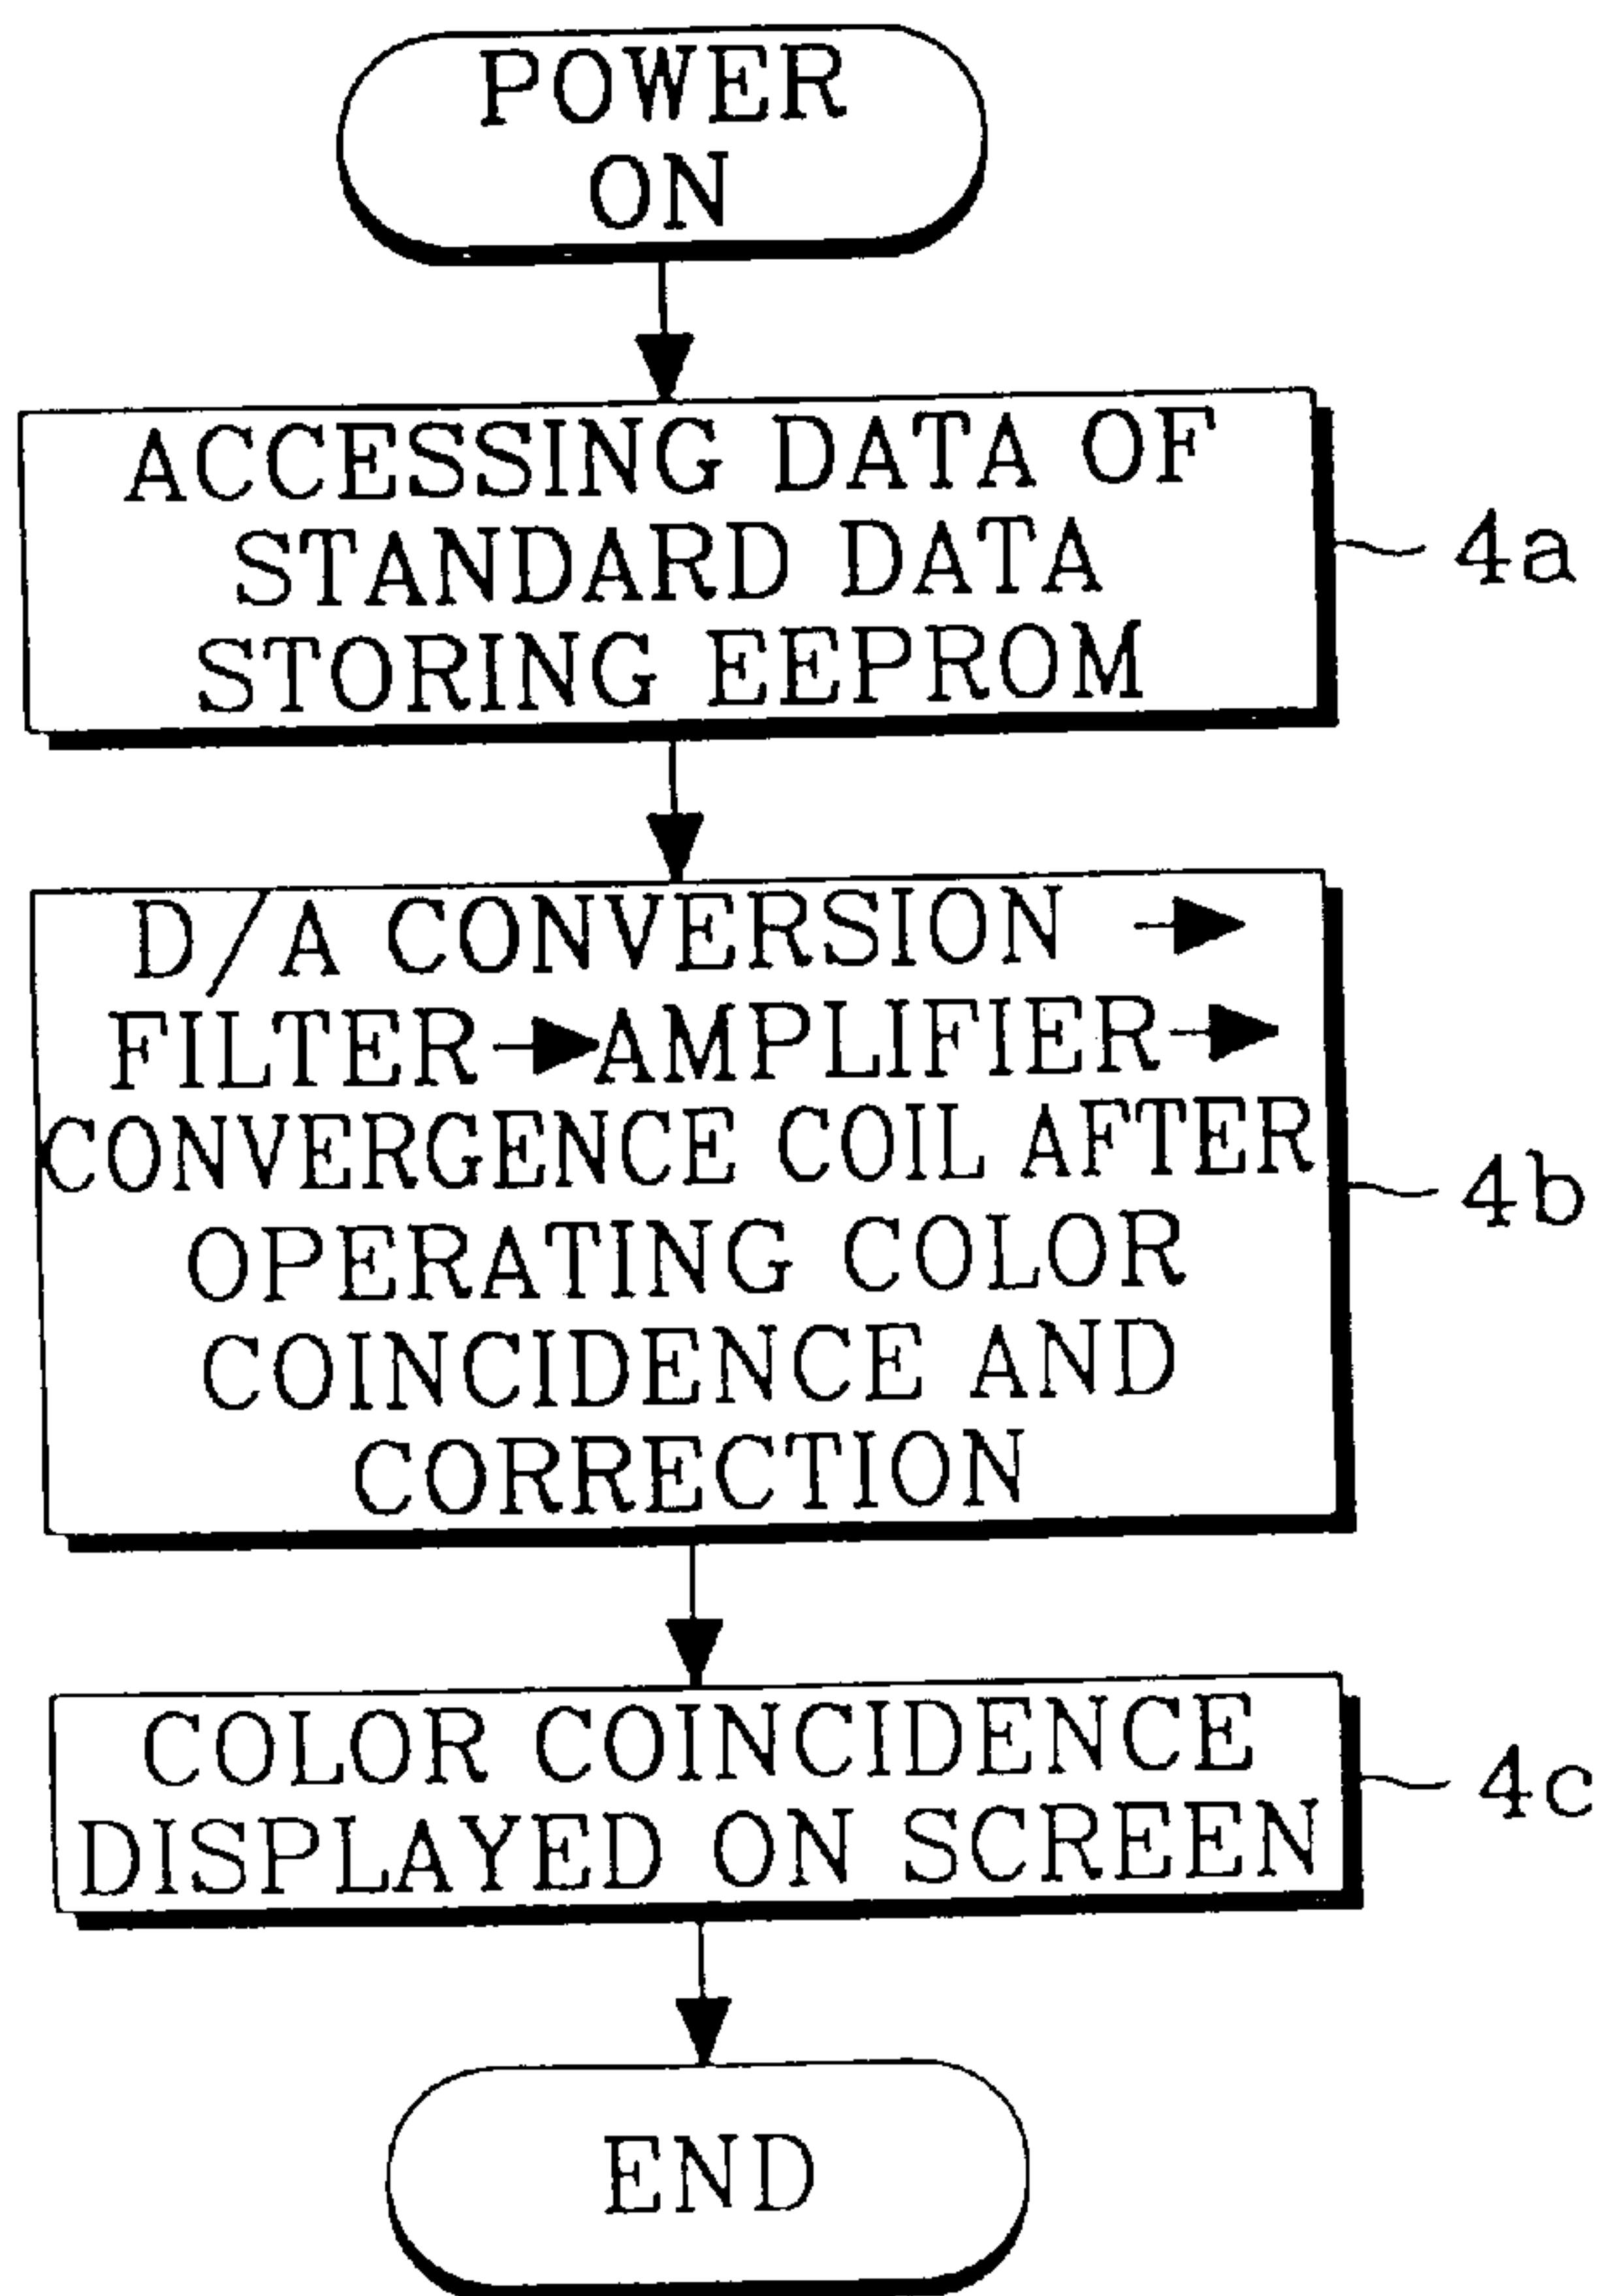 POWER
ON
ACCESSING DATA OF
STANDARD DATA
STORING EEPROM
4a
D/A CONVERSION →
FILTER → AMPLIFIER →
CONVERGENCE COIL AFTER
OPERATING COLOR
COINCIDENCE AND
CORRECTION
4b
COLOR COINCIDENCE
DISPLAYED ON SCREEN
4c
END